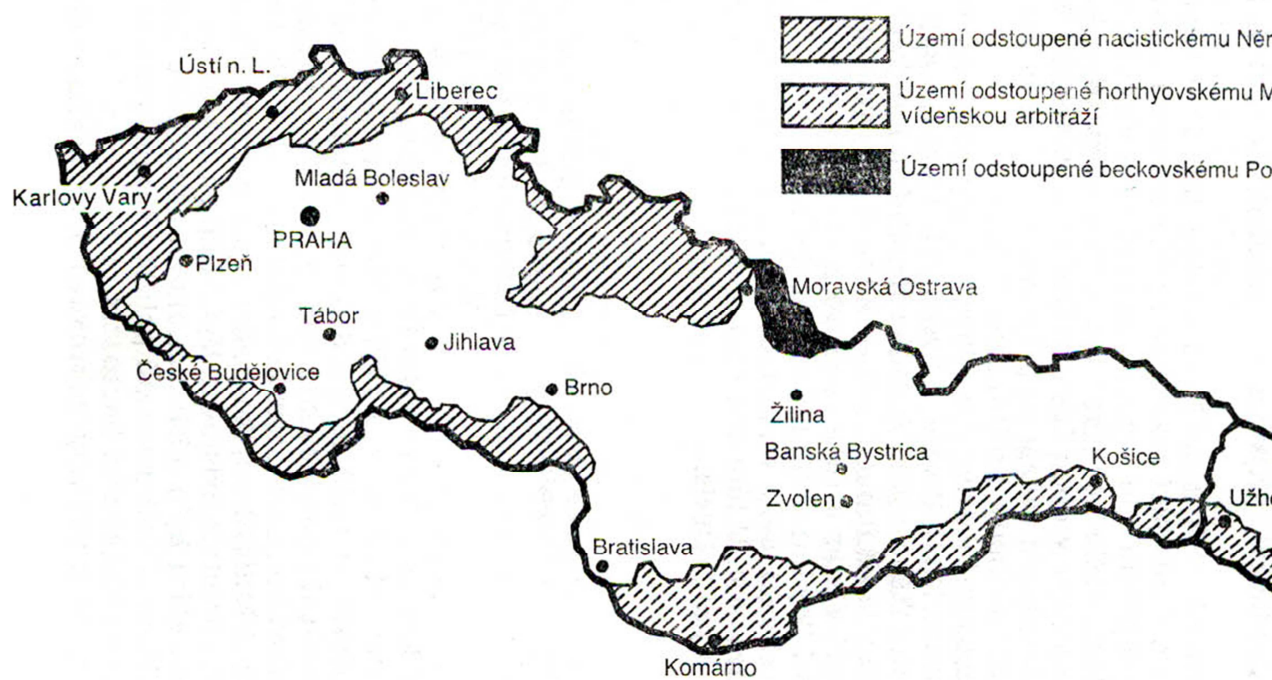 Území odstoupené nacistickému Něr
Území odstoupené horthyovskému M
vídeňskou arbitráží
Území odstoupené beckovskému Po
Ústí n. L.
Liberec
Karlovy Vary
Mladá Boleslav
PRAHA
Plzeň
Moravská Ostrava
Tábor
Jihlava
České Budějovice
Brno
Žilina
Banská Bystrica
Košice
Zvolen
Užho
Bratislava
Komárno